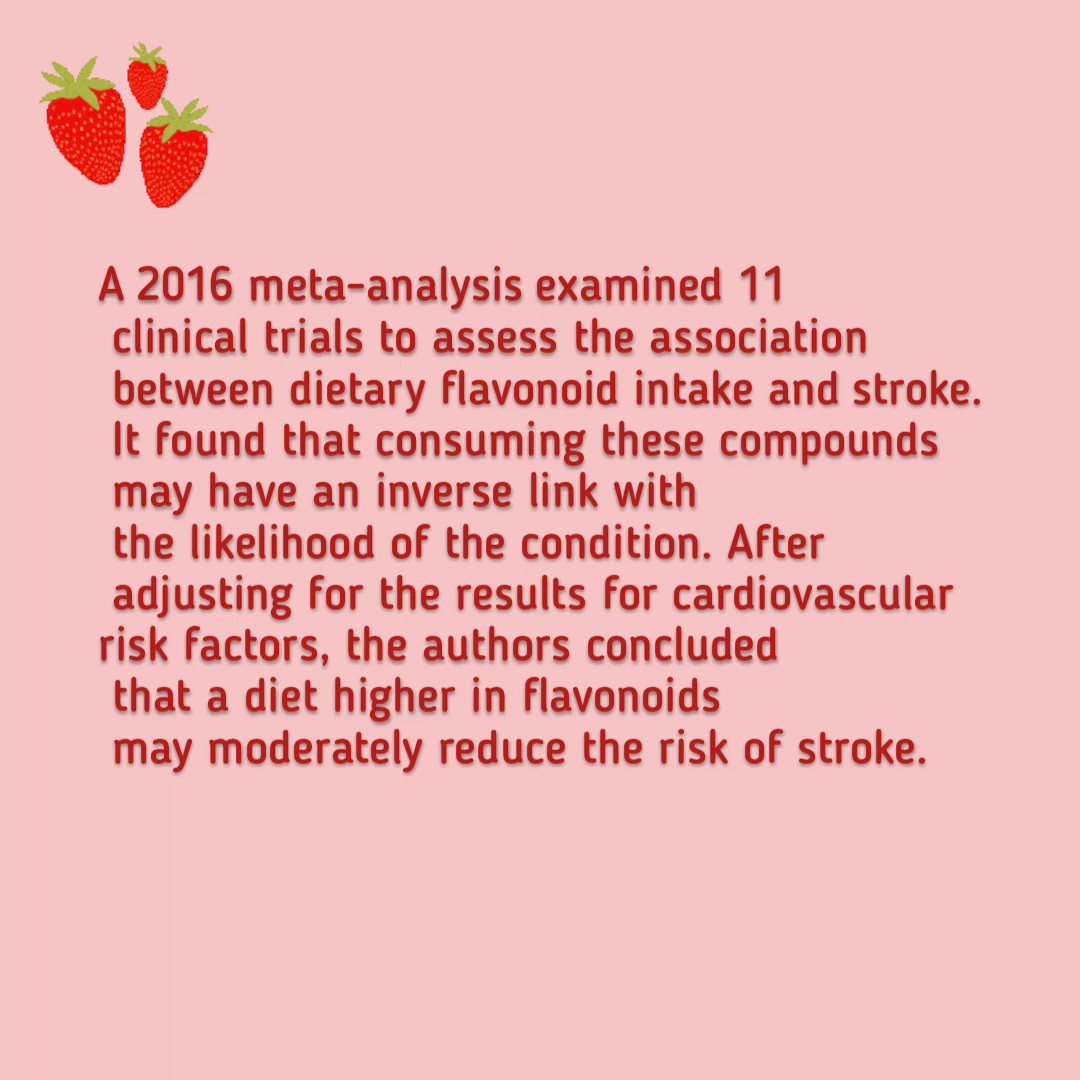 A 2016 meta-analysis examined 11
clinical trials to assess the association
between dietary flavonoid intake and stroke.
It found that consuming these compounds
may have an inverse link with
the likelihood of the condition. After
adjusting for the results for cardiovascular
risk factors, the authors concluded
that a diet higher in flavonoids
may moderately reduce the risk of stroke.